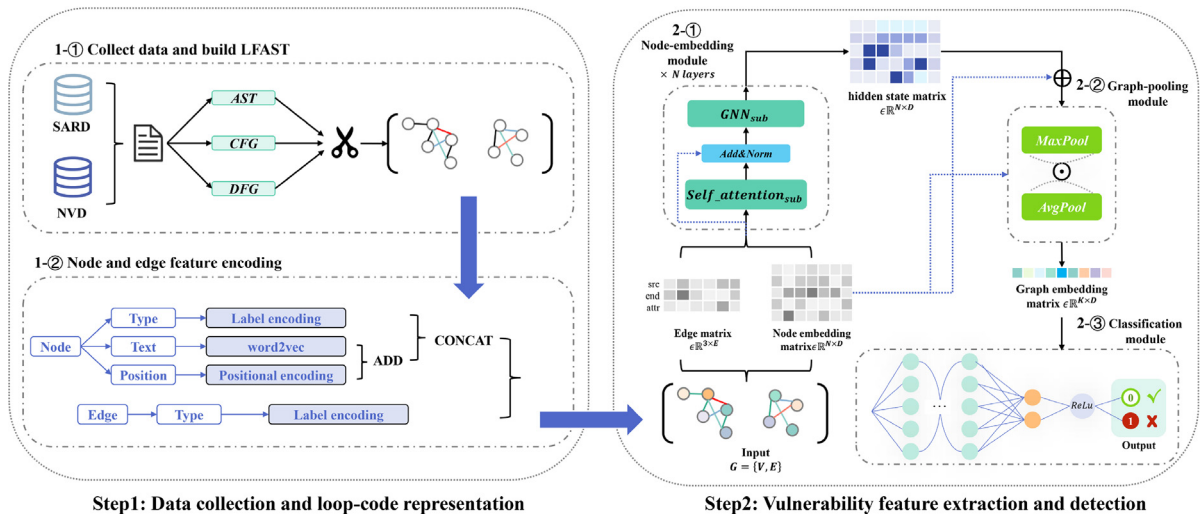 1-① Collect data and build LFAST
SARD
NVD
AST
CFG
DFG
1-② Node and edge feature encoding
Node
Type
Label encoding
Text
word2vec
Position
Positional encoding
ADD
CONCAT
Edge
Type
Label encoding
Step1: Data collection and loop-code representation
2-①
Node-embedding
module
× N layers
GNN_sub
Add&Norm
Self_attention_sub
hidden state matrix
∈ℝ^{N×D}
2-② Graph-pooling
module
MaxPool
AvgPool
Graph embedding
matrix ∈ℝ^{K×D}
src
end
attr
Edge matrix
∈ℝ^{3×E}
Node embedding
matrix∈ℝ^{N×D}
Input
G = {V, E}
2-③ Classification
module
...
ReLu
0
1
Output
Step2: Vulnerability feature extraction and detection